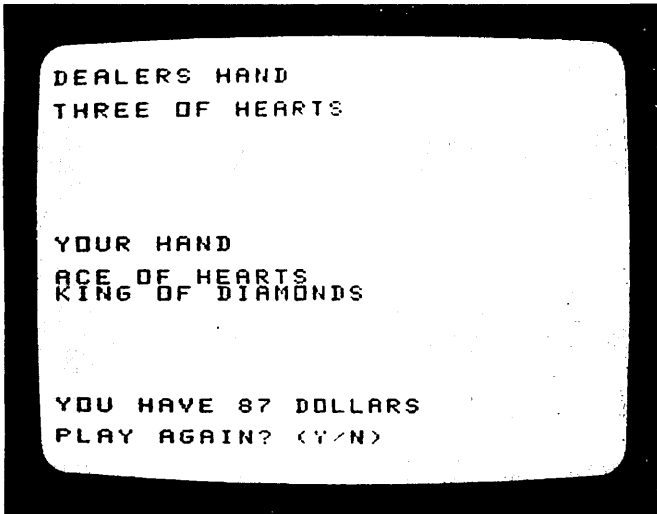 DEALERS HAND
THREE OF HEARTS
YOUR HAND
ACE OF HEARTS
KING OF DIAMONDS
YOU HAVE 87 DOLLARS
PLAY AGAIN? (Y/N)